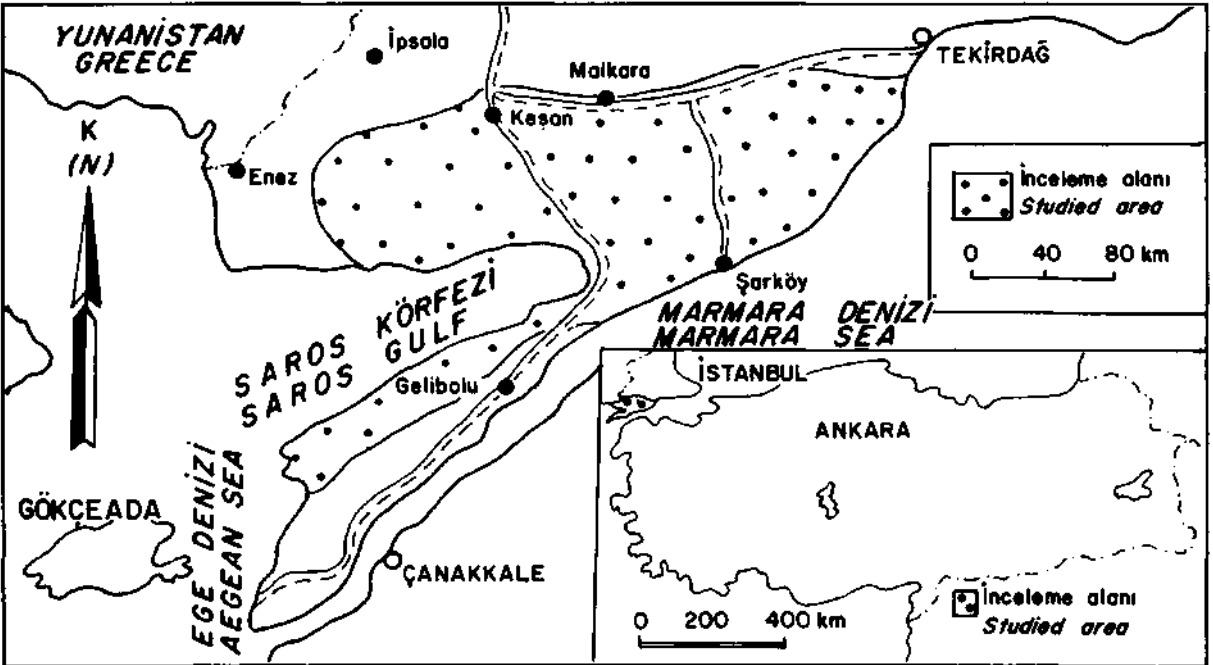 YUNANİSTAN
GREECE
İpsala
Malkara
TEKİRDAĞ
Keşan
K
(N)
Enez
İnceleme alanı
Studied area
0 40 80 km
Şarköy
SAROS KÖRFEZİ
SAROS GULF
MARMARA DENİZİ
MARMARA SEA
Gelibolu
İSTANBUL
ANKARA
GÖKÇEADA
EGE DENİZİ
AEGEAN SEA
ÇANAKKALE
0 200 400 km
İnceleme alanı
Studied area